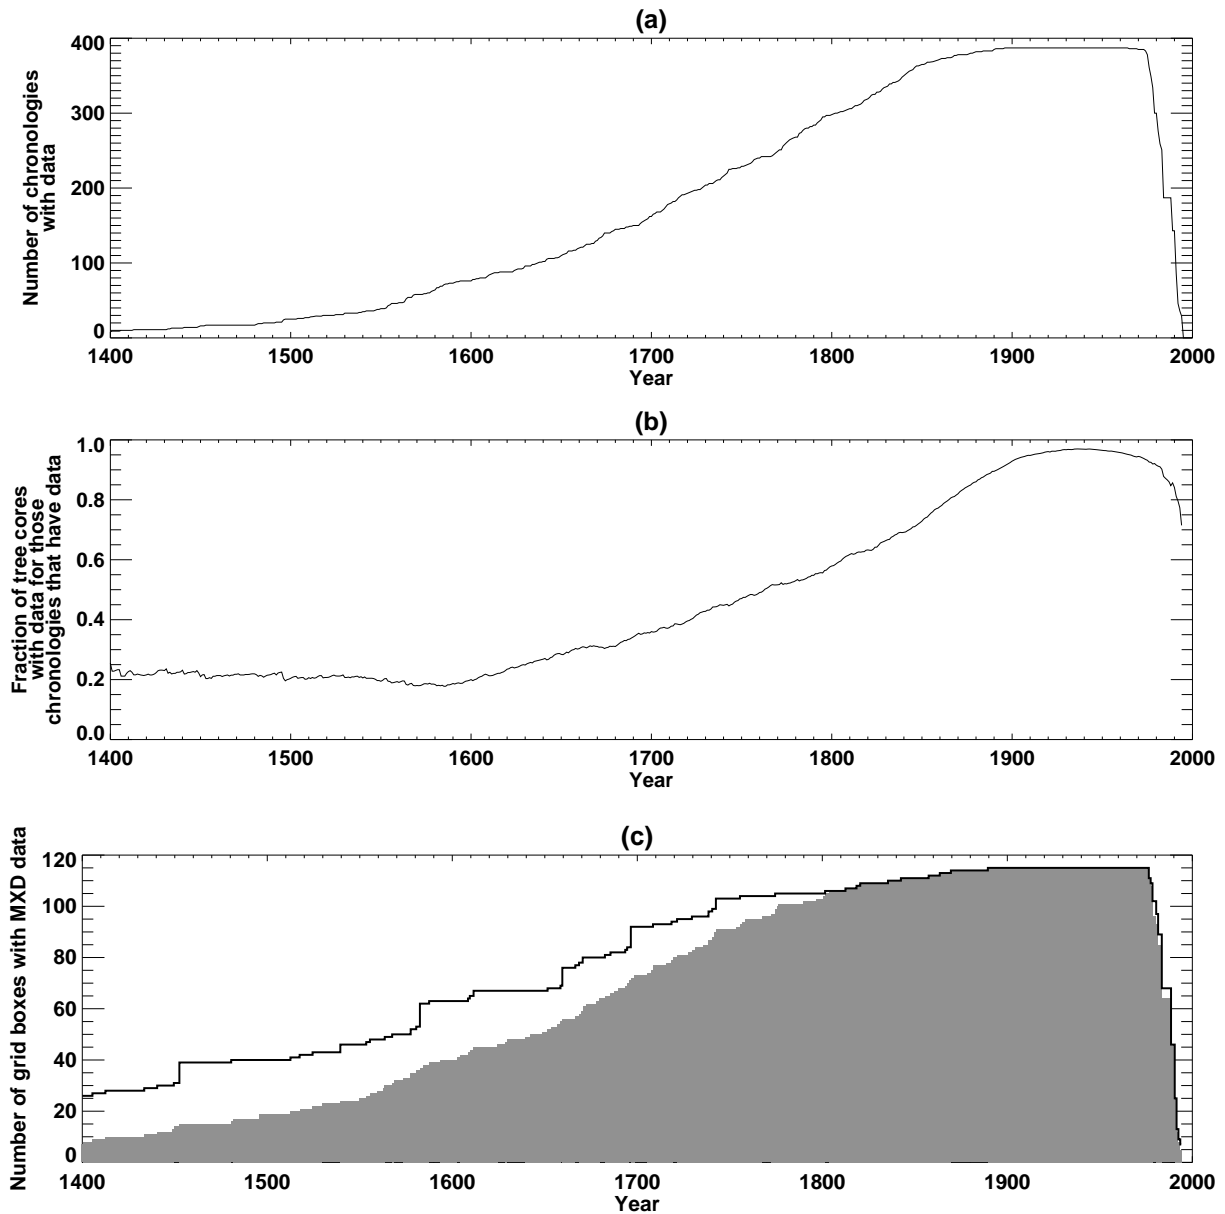 (a)
400
300
200
100
0
Number of chronologies
with data
1400 1500 1600 1700 1800 1900 2000
Year
(b)
1.0
0.8
0.6
0.4
0.2
0.0
Fraction of tree cores
with data for those
chronologies that have data
1400 1500 1600 1700 1800 1900 2000
Year
(c)
120
100
80
60
40
20
0
Number of grid boxes with MXD data
1400 1500 1600 1700 1800 1900 2000
Year